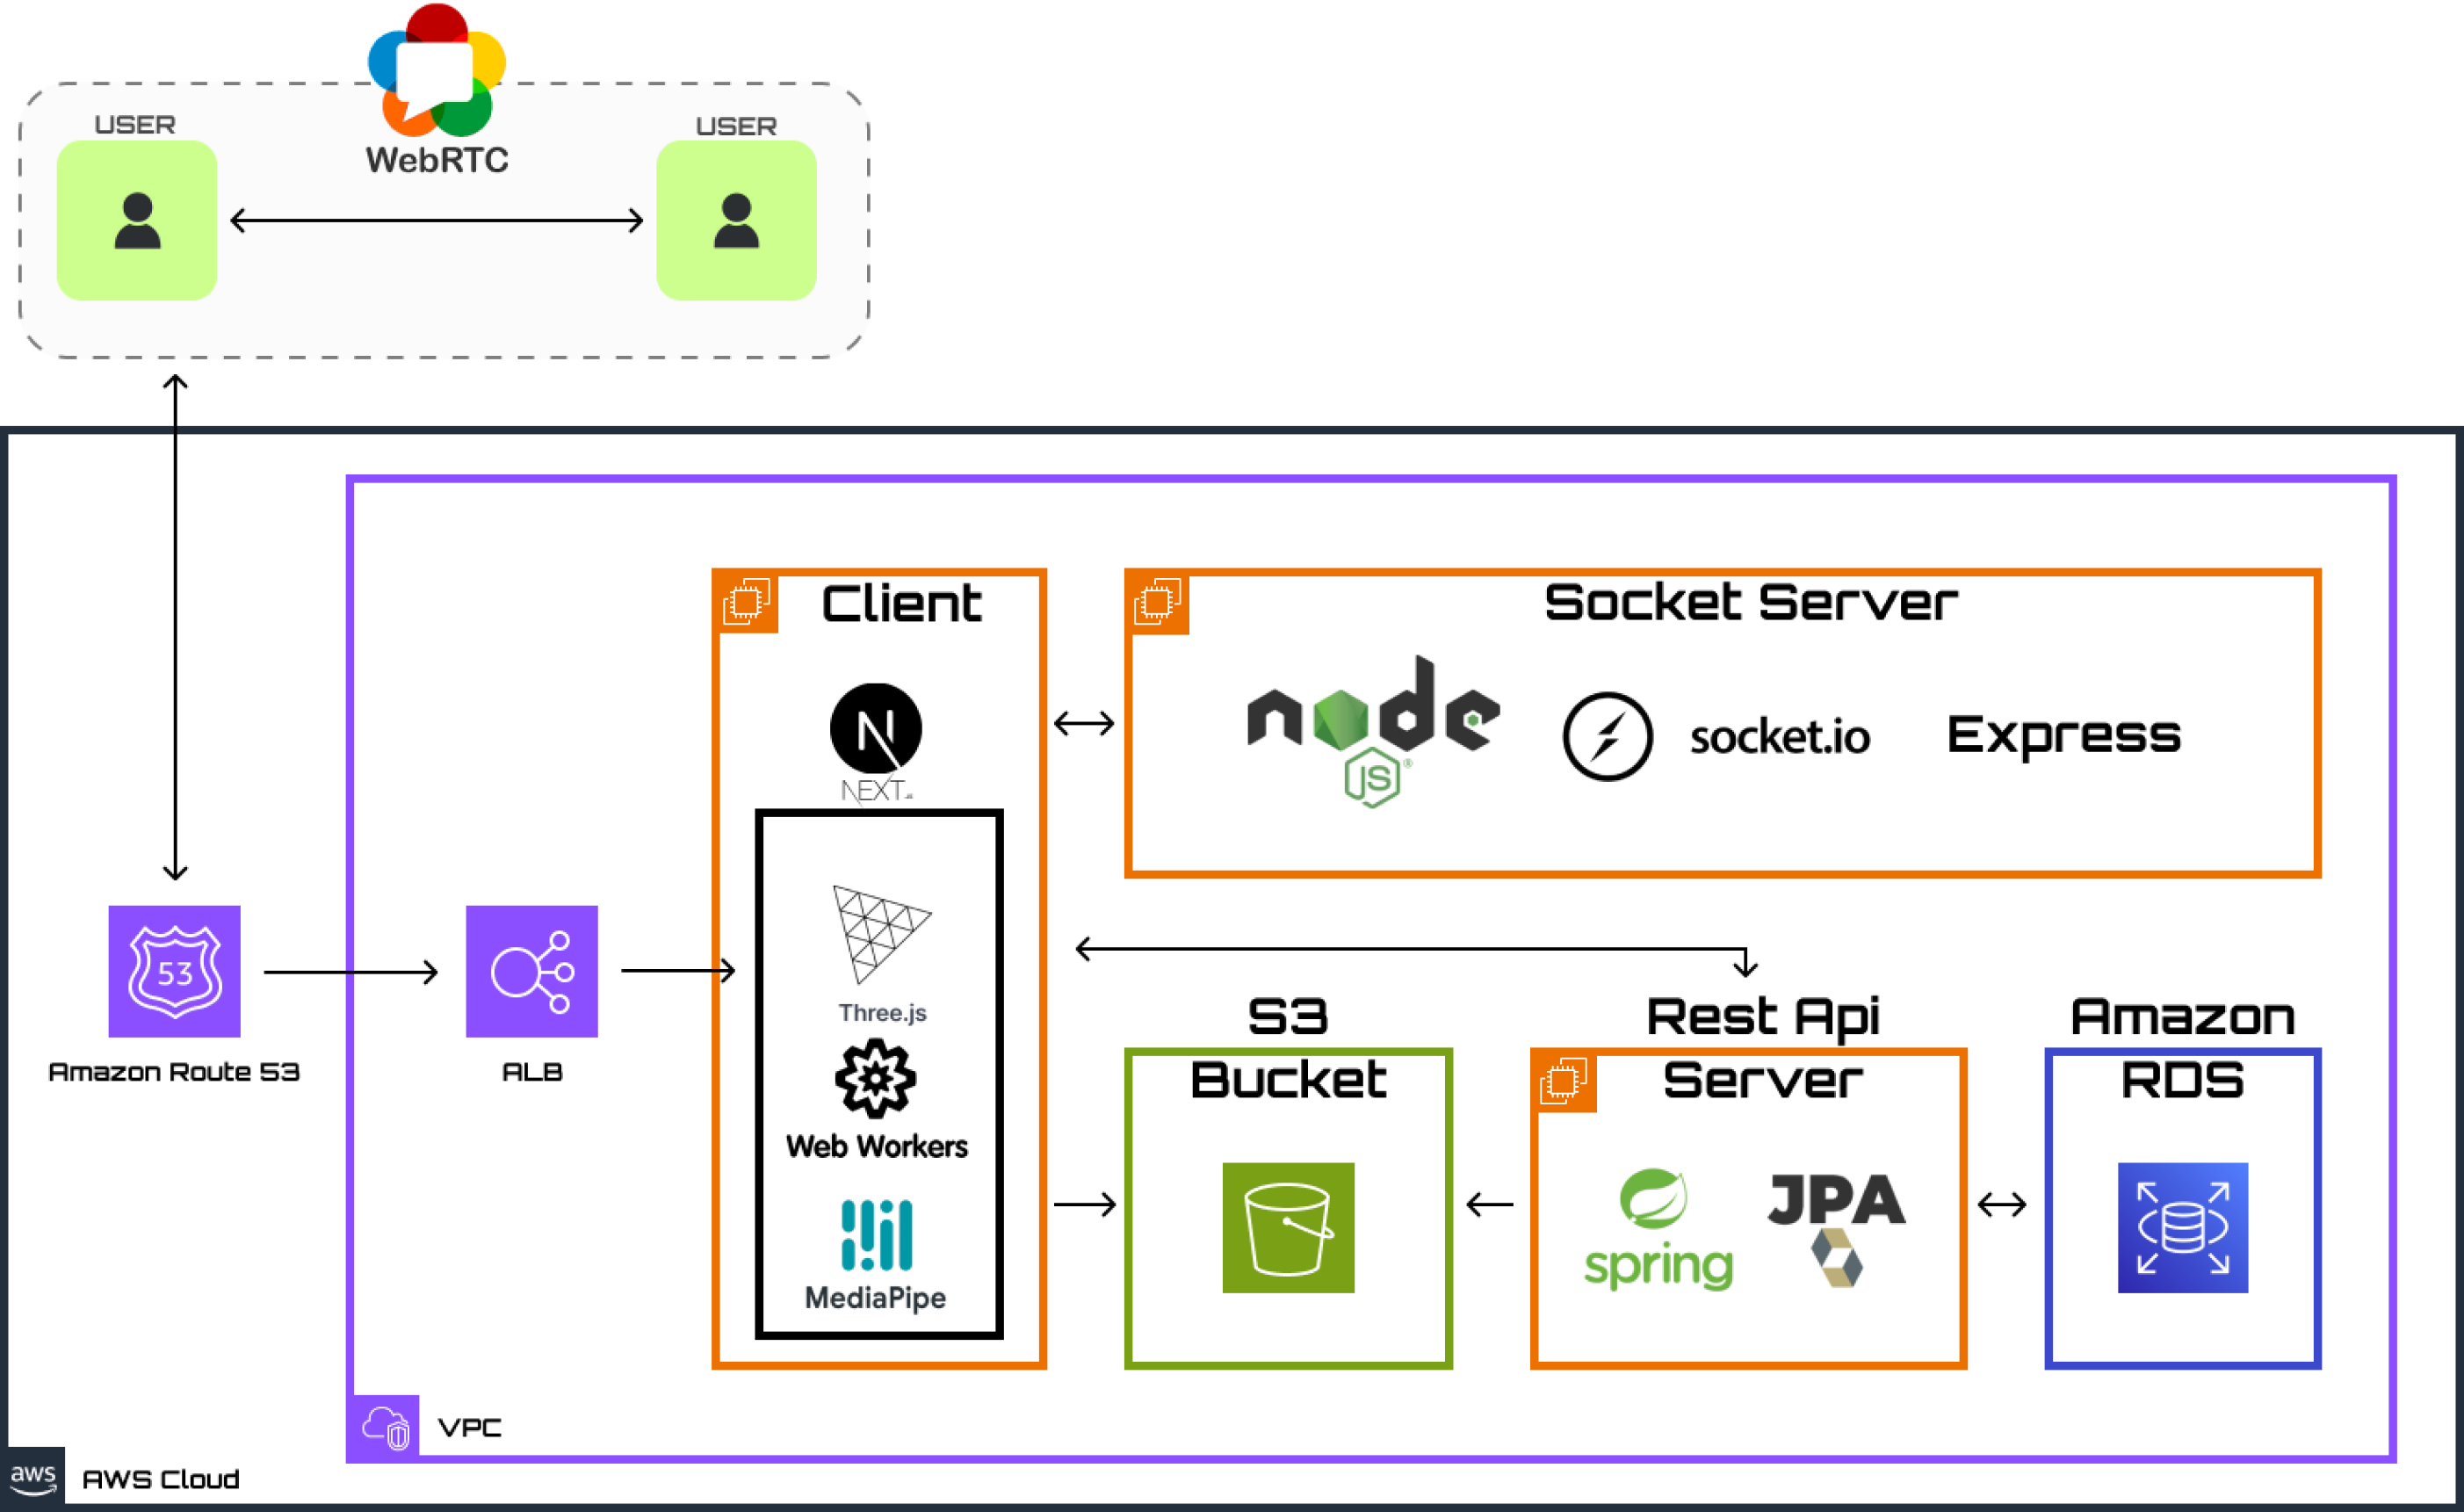 USER
USER
WebRTC
Client
Socket Server
N
NEXT.JS
node
JS®
socket.io
Express
Three.js
53
Amazon Route 53
ALB
Web Workers
MediaPipe
S3
Bucket
Rest Api
Server
spring
JPA
Amazon
RDS
VPC
aws
AWS Cloud